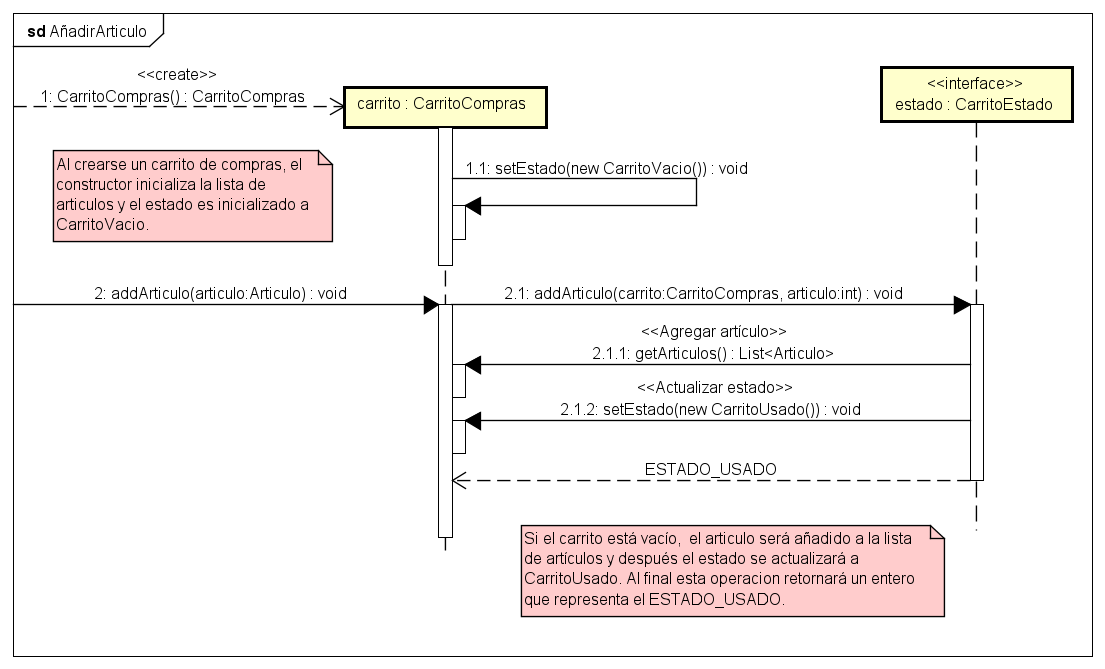 sd AñadirArticulo
<<create>>
1: CarritoCompras() : CarritoCompras
carrito : CarritoCompras
<<interface>>
estado : CarritoEstado
Al crearse un carrito de compras, el
constructor inicializa la lista de
articulos y el estado es inicializado a
CarritoVacio.
1.1: setEstado(new CarritoVacio()) : void
2: addArticulo(articulo:Articulo) : void
2.1: addArticulo(carrito:CarritoCompras, articulo:int) : void
<<Agregar artículo>>
2.1.1: getArticulos() : List<Articulo>
<<Actualizar estado>>
2.1.2: setEstado(new CarritoUsado()) : void
ESTADO_USADO
Si el carrito está vacío, el articulo será añadido a la lista
de artículos y después el estado se actualizará a
CarritoUsado. Al final esta operacion retornará un entero
que representa el ESTADO_USADO.